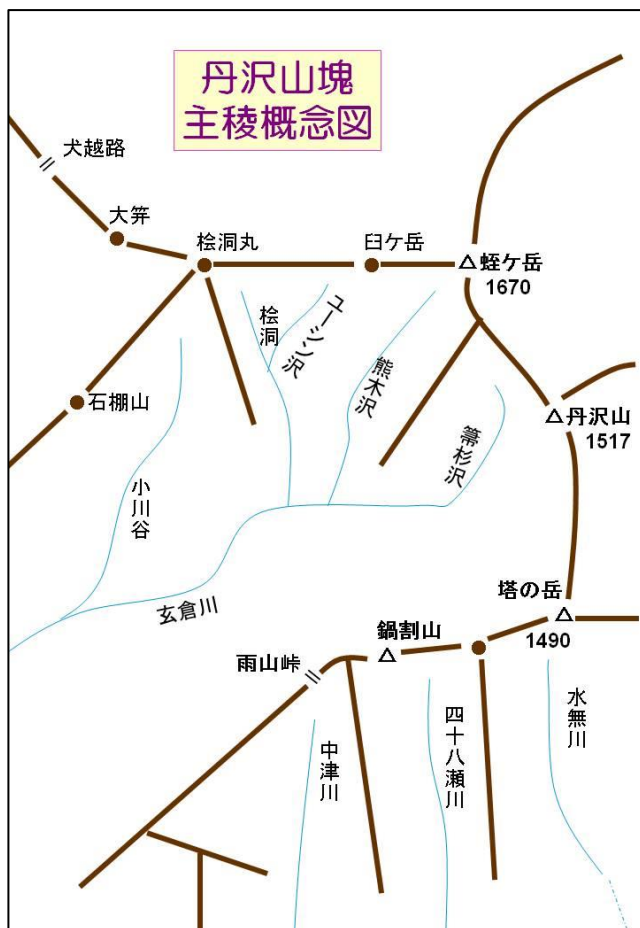 丹沢山塊
主稜概念図
犬越路
大笄
桧洞丸
臼ケ岳
蛭ケ岳
1670
桧洞
ユーシン沢
熊木沢
石棚山
丹沢山
1517
箒杉沢
小川谷
玄倉川
塔の岳
1490
鍋割山
雨山峠
中津川
四十八瀬川
水無川